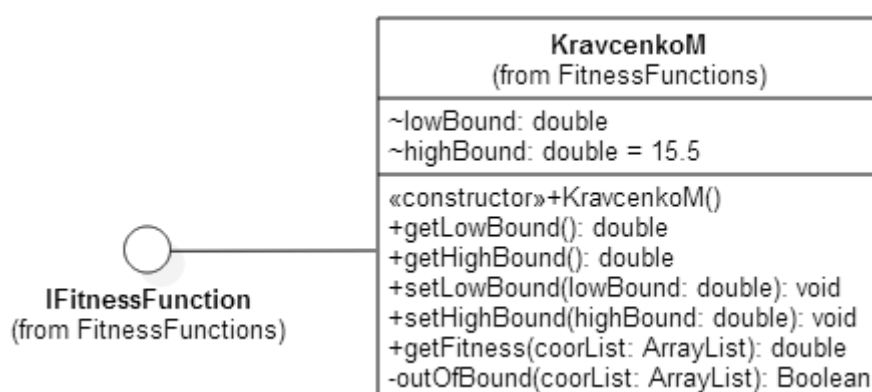 KravcenkoM
(from FitnessFunctions)
~lowBound: double
~highBound: double = 15.5
«constructor»+KravcenkoM()
+getLowBound(): double
+getHighBound(): double
+setLowBound(lowBound: double): void
+setHighBound(highBound: double): void
+getFitness(coorList: ArrayList): double
-outOfBound(coorList: ArrayList): Boolean
IFitnessFunction
(from FitnessFunctions)